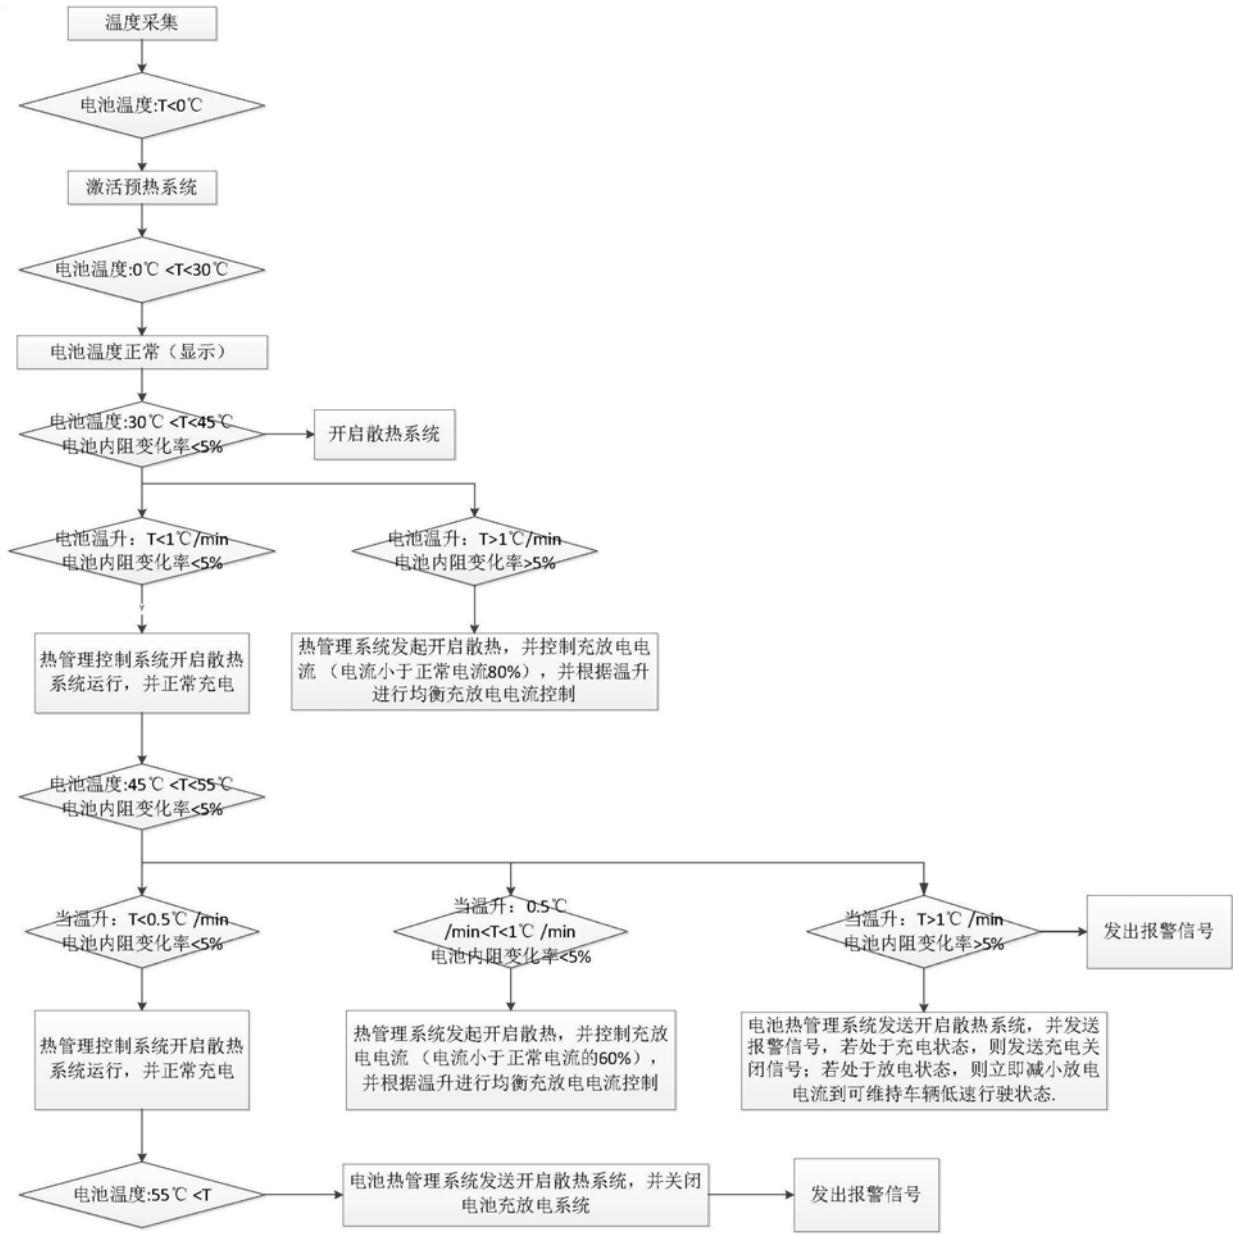 温度采集
电池温度:T<0℃
激活预热系统
电池温度:0℃ <T<30℃
电池温度正常（显示）
电池温度:30℃ <T<45℃
电池内阻变化率<5%
开启散热系统
电池温升：T<1℃/min
电池内阻变化率<5%
电池温升：T>1℃/min
电池内阻变化率>5%
Y
热管理控制系统开启散热
系统运行，并正常充电
热管理系统发起开启散热，并控制充放电电
流 （电流小于正常电流80%），并根据温升
进行均衡充放电电流控制
电池温度:45℃ <T<55℃
电池内阻变化率<5%
当温升：T<0.5℃ /min
电池内阻变化率<5%
当温升：0.5℃
/min<T<1℃ /min
电池内阻变化率<5%
当温升：T>1℃ /min
电池内阻变化率>5%
发出报警信号
热管理控制系统开启散热
系统运行，并正常充电
热管理系统发起开启散热，并控制充放
电电流 （电流小于正常电流的60%），
并根据温升进行均衡充放电电流控制
电池热管理系统发送开启散热系统，并发送
报警信号，若处于充电状态，则发送充电关
闭信号；若处于放电状态，则立即减小放电
电流到可维持车辆低速行驶状态.
电池温度:55℃ <T
电池热管理系统发送开启散热系统，并关闭
电池充放电系统
发出报警信号